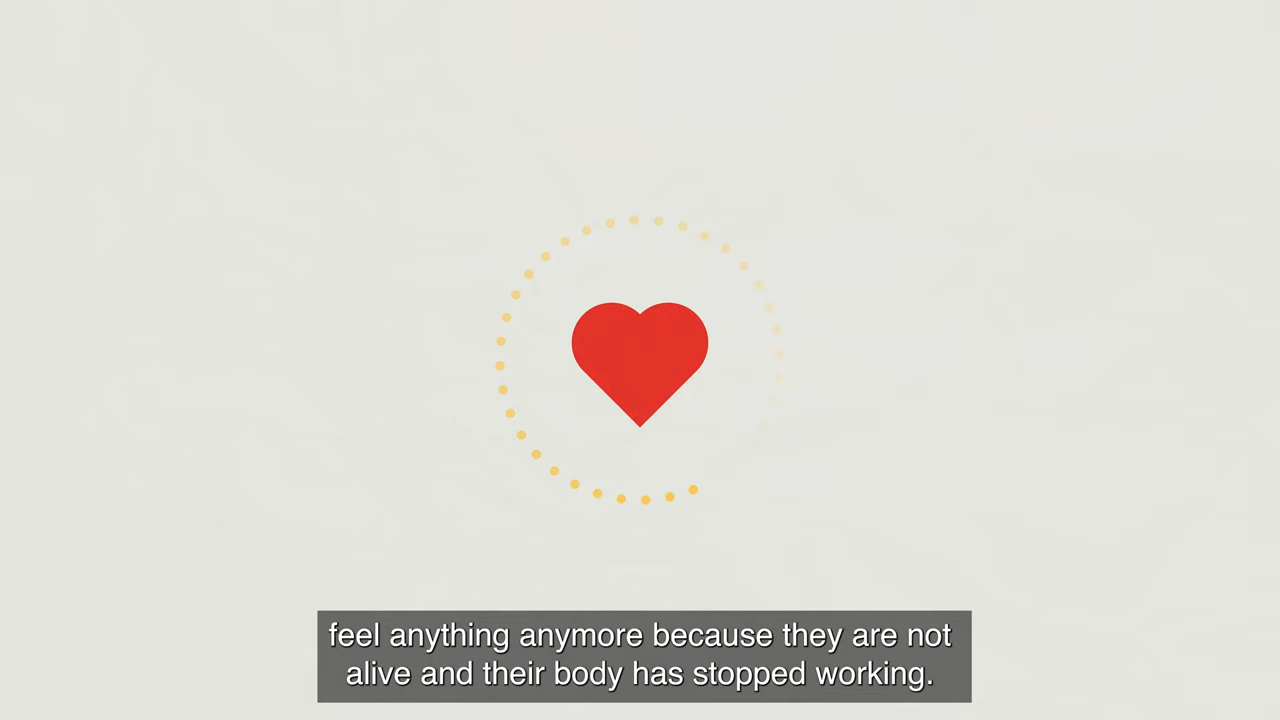 feel anything anymore because they are not
alive and their body has stopped working.